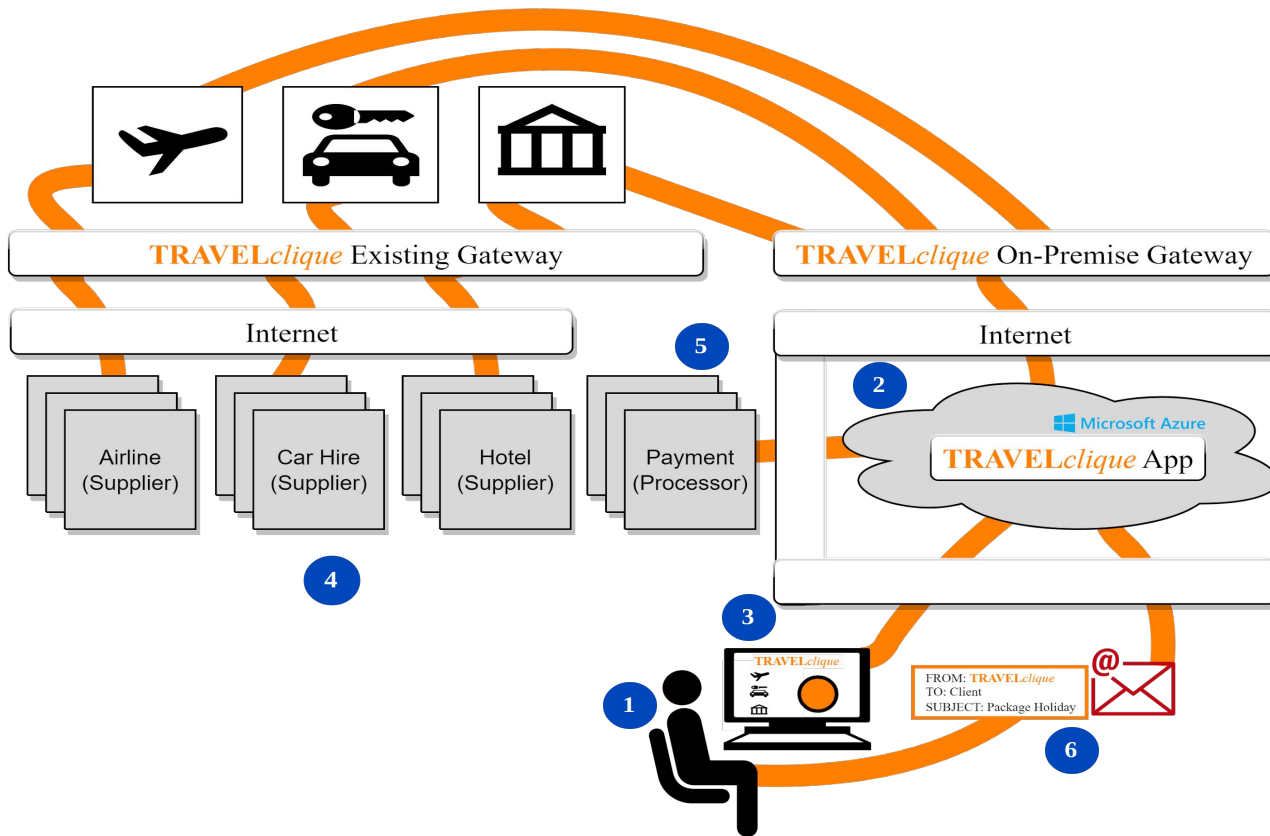 TRAVELclique Existing Gateway
TRAVELclique On-Premise Gateway
Internet
Internet
5
2
Microsoft Azure
TRAVELclique App
Airline
(Supplier)
Car Hire
(Supplier)
Hotel
(Supplier)
Payment
(Processor)
4
3
TRAVELclique
1
@
FROM: TRAVELclique
TO: Client
SUBJECT: Package Holiday
6